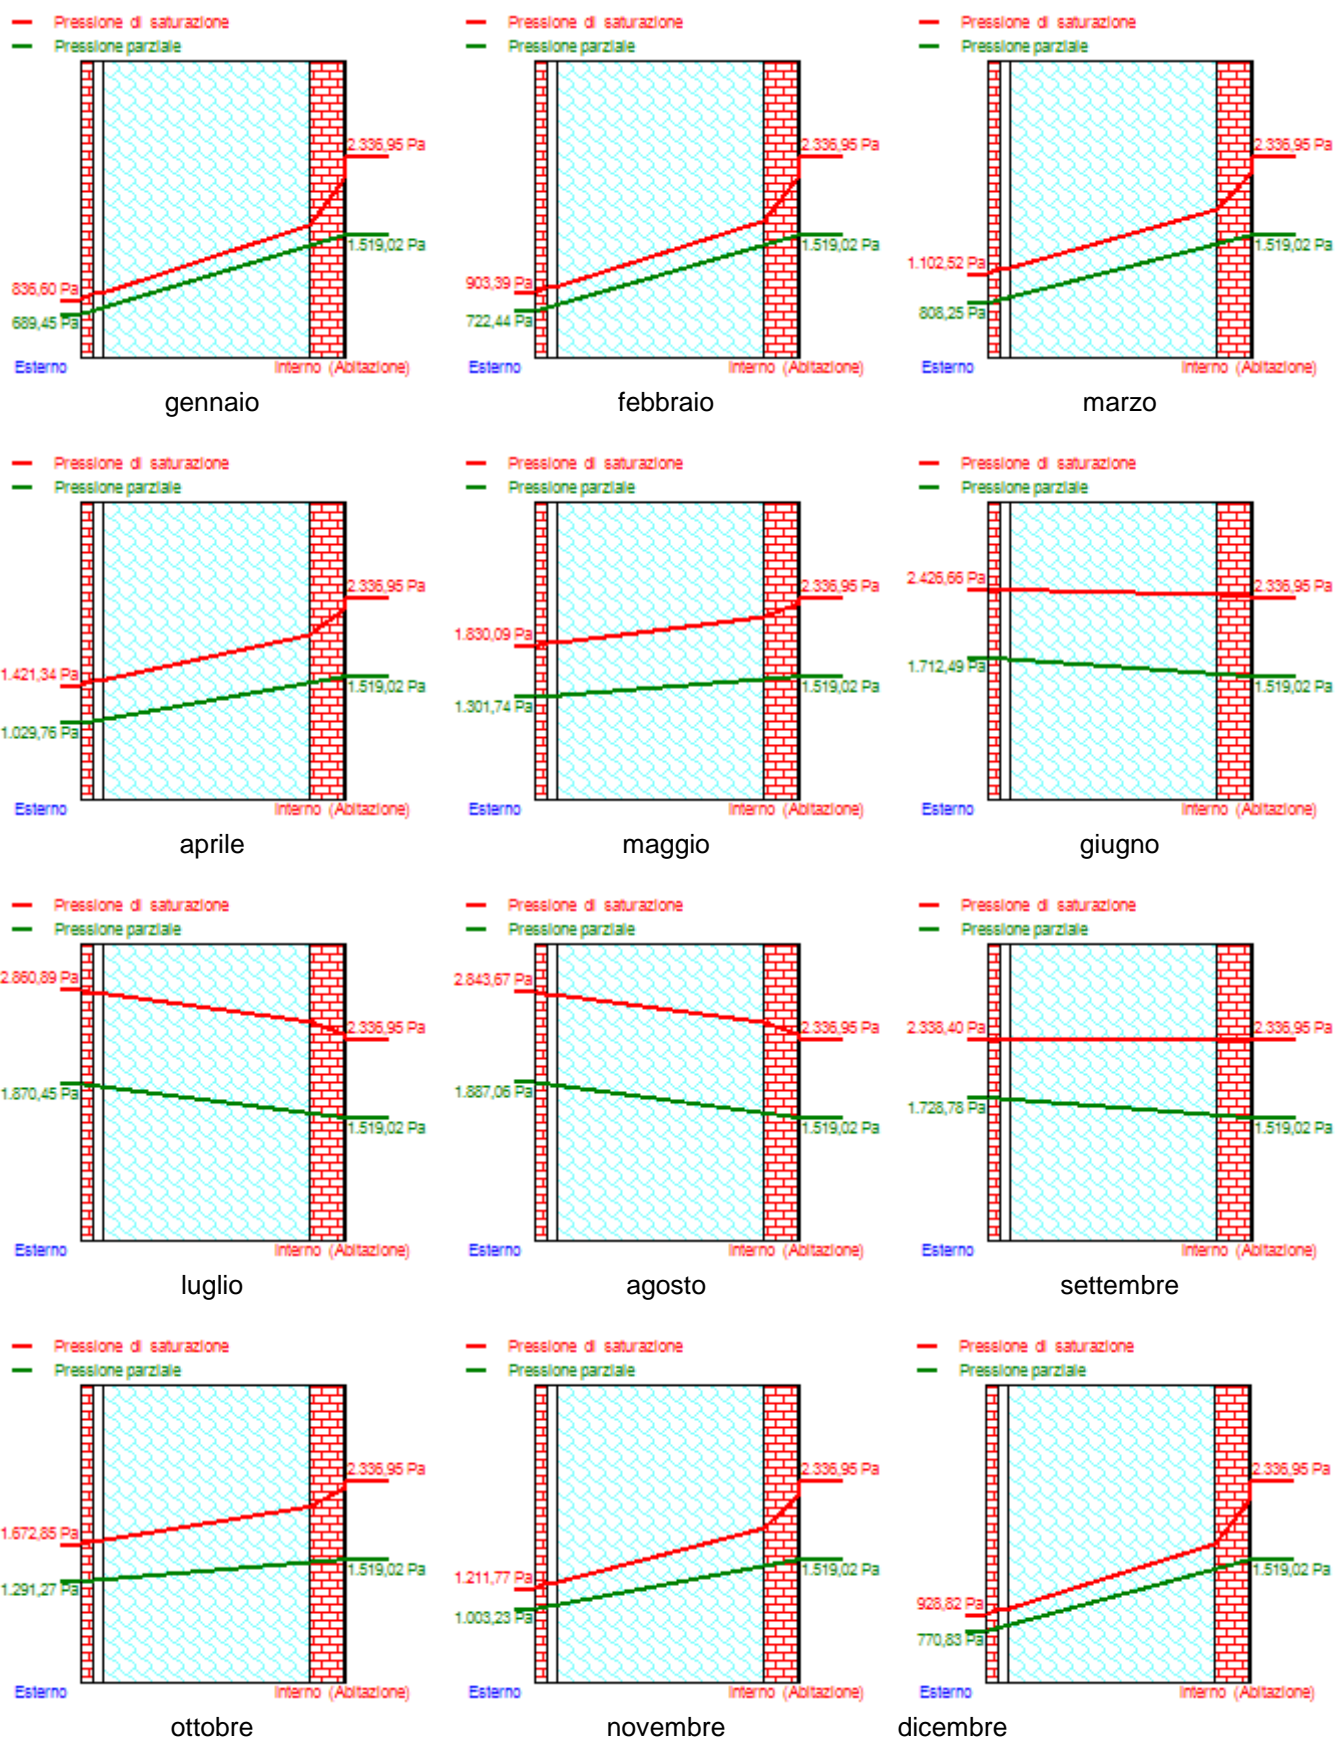 Pressione di saturazione
Pressione parziale
2.336,95 Pa
1.519,02 Pa
836,60 Pa
689,45 Pa
Esterno
Interno (Abitazione)
gennaio
Pressione di saturazione
Pressione parziale
2.336,95 Pa
1.519,02 Pa
903,39 Pa
722,44 Pa
Esterno
Interno (Abitazione)
febbraio
Pressione di saturazione
Pressione parziale
2.336,95 Pa
1.519,02 Pa
1.102,52 Pa
808,25 Pa
Esterno
Interno (Abitazione)
marzo
Pressione di saturazione
Pressione parziale
2.336,95 Pa
1.421,34 Pa
1.519,02 Pa
1.029,76 Pa
Esterno
Interno (Abitazione)
aprile
Pressione di saturazione
Pressione parziale
2.336,95 Pa
1.830,09 Pa
1.519,02 Pa
1.301,74 Pa
Esterno
Interno (Abitazione)
maggio
Pressione di saturazione
Pressione parziale
2.426,66 Pa
2.336,95 Pa
1.712,49 Pa
1.519,02 Pa
Esterno
Interno (Abitazione)
giugno
Pressione di saturazione
Pressione parziale
2.860,89 Pa
2.336,95 Pa
1.870,45 Pa
1.519,02 Pa
Esterno
Interno (Abitazione)
luglio
Pressione di saturazione
Pressione parziale
2.843,67 Pa
2.336,95 Pa
1.887,06 Pa
1.519,02 Pa
Esterno
Interno (Abitazione)
agosto
Pressione di saturazione
Pressione parziale
2.338,40 Pa
2.336,95 Pa
1.728,78 Pa
1.519,02 Pa
Esterno
Interno (Abitazione)
settembre
Pressione di saturazione
Pressione parziale
2.336,95 Pa
1.672,85 Pa
1.519,02 Pa
1.291,27 Pa
Esterno
Interno (Abitazione)
ottobre
Pressione di saturazione
Pressione parziale
2.336,95 Pa
1.519,02 Pa
1.211,77 Pa
1.003,23 Pa
Esterno
Interno (Abitazione)
novembre
Pressione di saturazione
Pressione parziale
2.336,95 Pa
1.519,02 Pa
928,82 Pa
770,83 Pa
Esterno
Interno (Abitazione)
dicembre